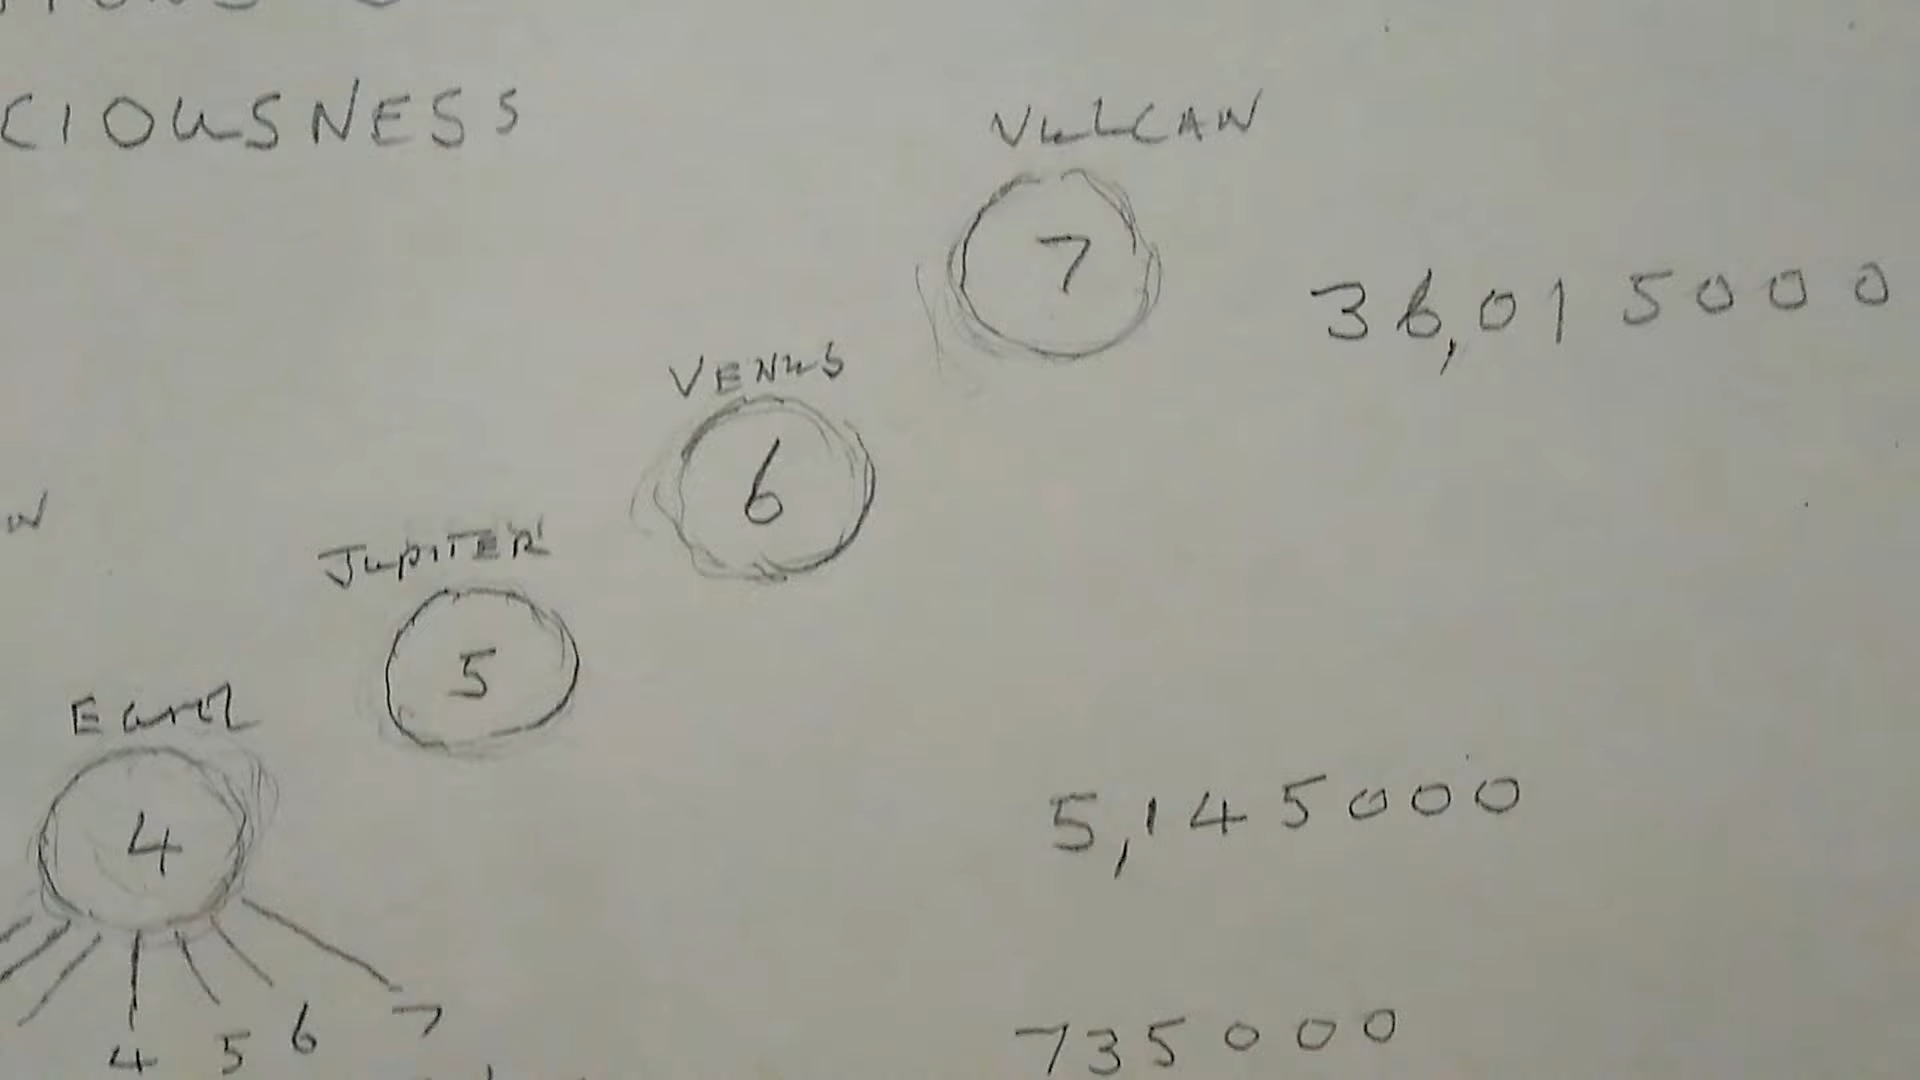 CIOUSNESS
VULCAN
7
36,015000
VENUS
6
JUPITER
5
Earth
4
5,145000
4 5 6 7
735000